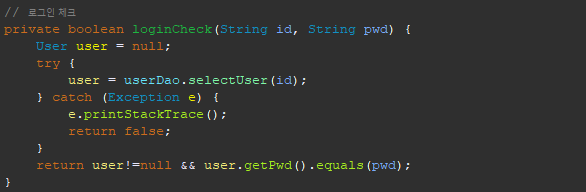 // 로그인 체크
private boolean loginCheck(String id, String pwd) {
    User user = null;
    try {
        user = userDao.selectUser(id);
    } catch (Exception e) {
        e.printStackTrace();
        return false;
    }
    return user!=null && user.getPwd().equals(pwd);
}